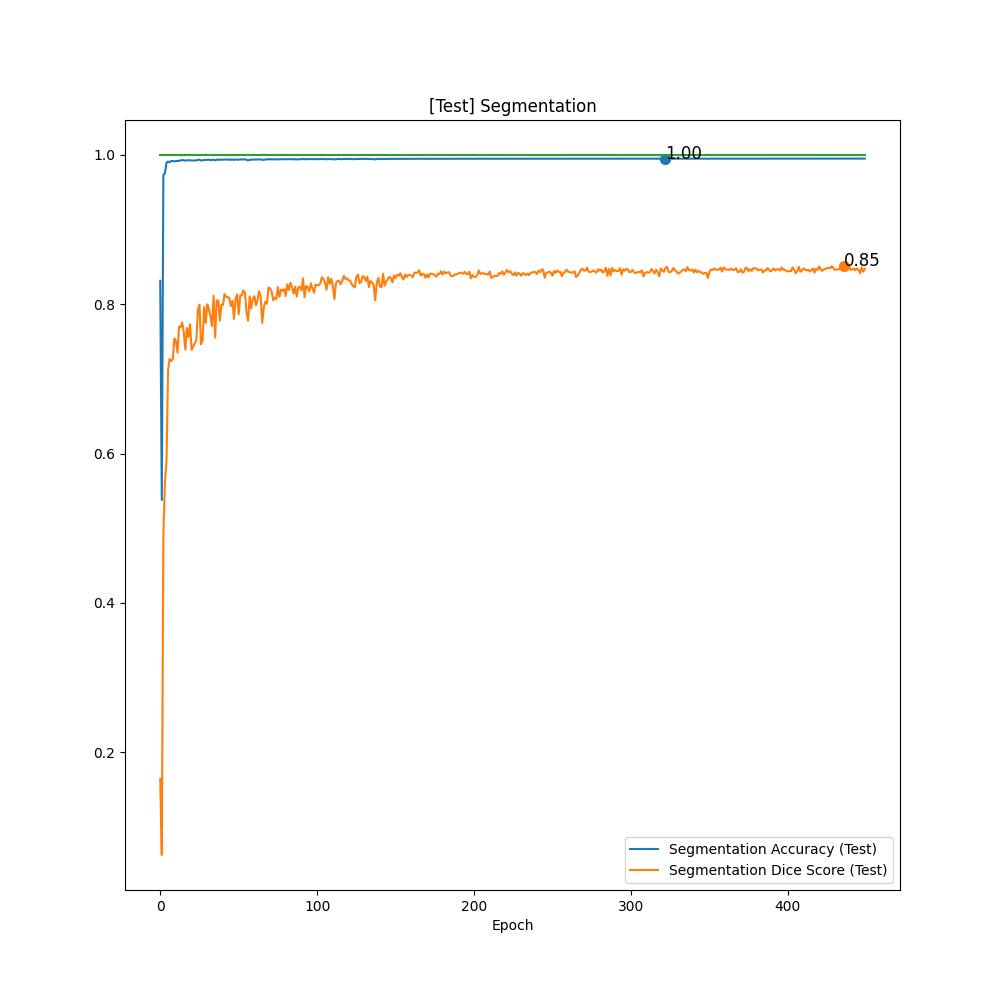 [Test] Segmentation
1.0
1.00
0.85
0.8
0.6
0.4
0.2
Segmentation Accuracy (Test)
Segmentation Dice Score (Test)
0 100 200 300 400
Epoch